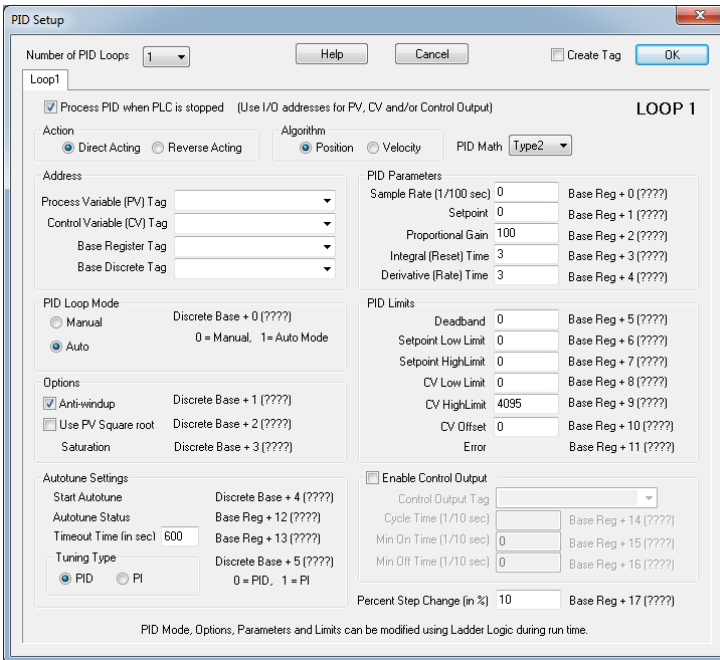 PID Setup
Number of PID Loops 1 Help Cancel Create Tag OK
Loop1
Process PID when PLC is stopped (Use I/O addresses for PV, CV and/or Control Output) LOOP 1
Action
Direct Acting Reverse Acting
Algorithm
Position Velocity
PID Math Type2
Address
Process Variable (PV) Tag
Control Variable (CV) Tag
Base Register Tag
Base Discrete Tag
PID Parameters
Sample Rate (1/100 sec) 0 Base Reg + 0 (????)
Setpoint 0 Base Reg + 1 (????)
Proportional Gain 100 Base Reg + 2 (????)
Integral (Reset) Time 3 Base Reg + 3 (????)
Derivative (Rate) Time 3 Base Reg + 4 (????)
PID Loop Mode
Manual Discrete Base + 0 (????)
Auto 0 = Manual, 1= Auto Mode
PID Limits
Deadband 0 Base Reg + 5 (????)
Setpoint Low Limit 0 Base Reg + 6 (????)
Setpoint HighLimit 0 Base Reg + 7 (????)
CV Low Limit 0 Base Reg + 8 (????)
CV HighLimit 4095 Base Reg + 9 (????)
CV Offset 0 Base Reg + 10 (????)
Error Base Reg + 11 (????)
Options
Anti-windup Discrete Base + 1 (????)
Use PV Square root Discrete Base + 2 (????)
Saturation Discrete Base + 3 (????)
Autotune Settings
Start Autotune Discrete Base + 4 (????)
Autotune Status Base Reg + 12 (????)
Timeout Time (in sec) 600 Base Reg + 13 (????)
Tuning Type Discrete Base + 5 (????)
PID PI 0 = PID, 1 = PI
Enable Control Output
Control Output Tag
Cycle Time (1/10 sec) Base Reg + 14 (????)
Min On Time (1/10 sec) 0 Base Reg + 15 (????)
Min Off Time (1/10 sec) 0 Base Reg + 16 (????)
Percent Step Change (in %) 10 Base Reg + 17 (????)
PID Mode, Options, Parameters and Limits can be modified using Ladder Logic during run time.